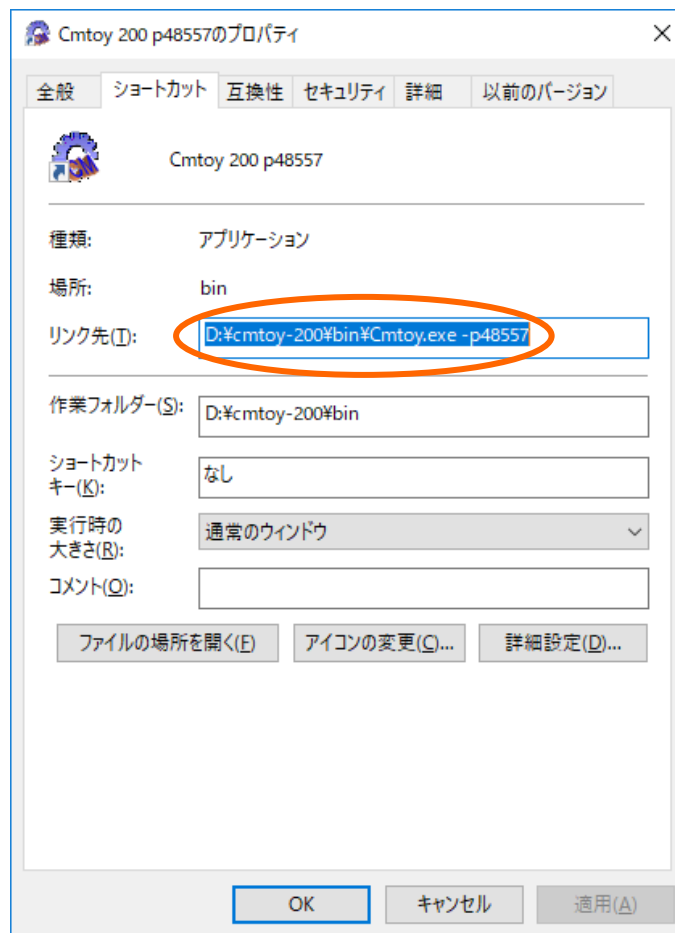 Cmtoy 200 p48557のプロパティ
全般 ショートカット 互換性 セキュリティ 詳細 以前のバージョン
Cmtoy 200 p48557
種類: アプリケーション
場所: bin
リンク先(T): D:¥cmtoy-200¥bin¥Cmtoy.exe -p48557
作業フォルダー(S): D:¥cmtoy-200¥bin
ショートカット
キー(K): なし
実行時の
大きさ(R): 通常のウィンドウ
コメント(O):
ファイルの場所を開く(F) アイコンの変更(C)... 詳細設定(D)...
OK キャンセル 適用(A)